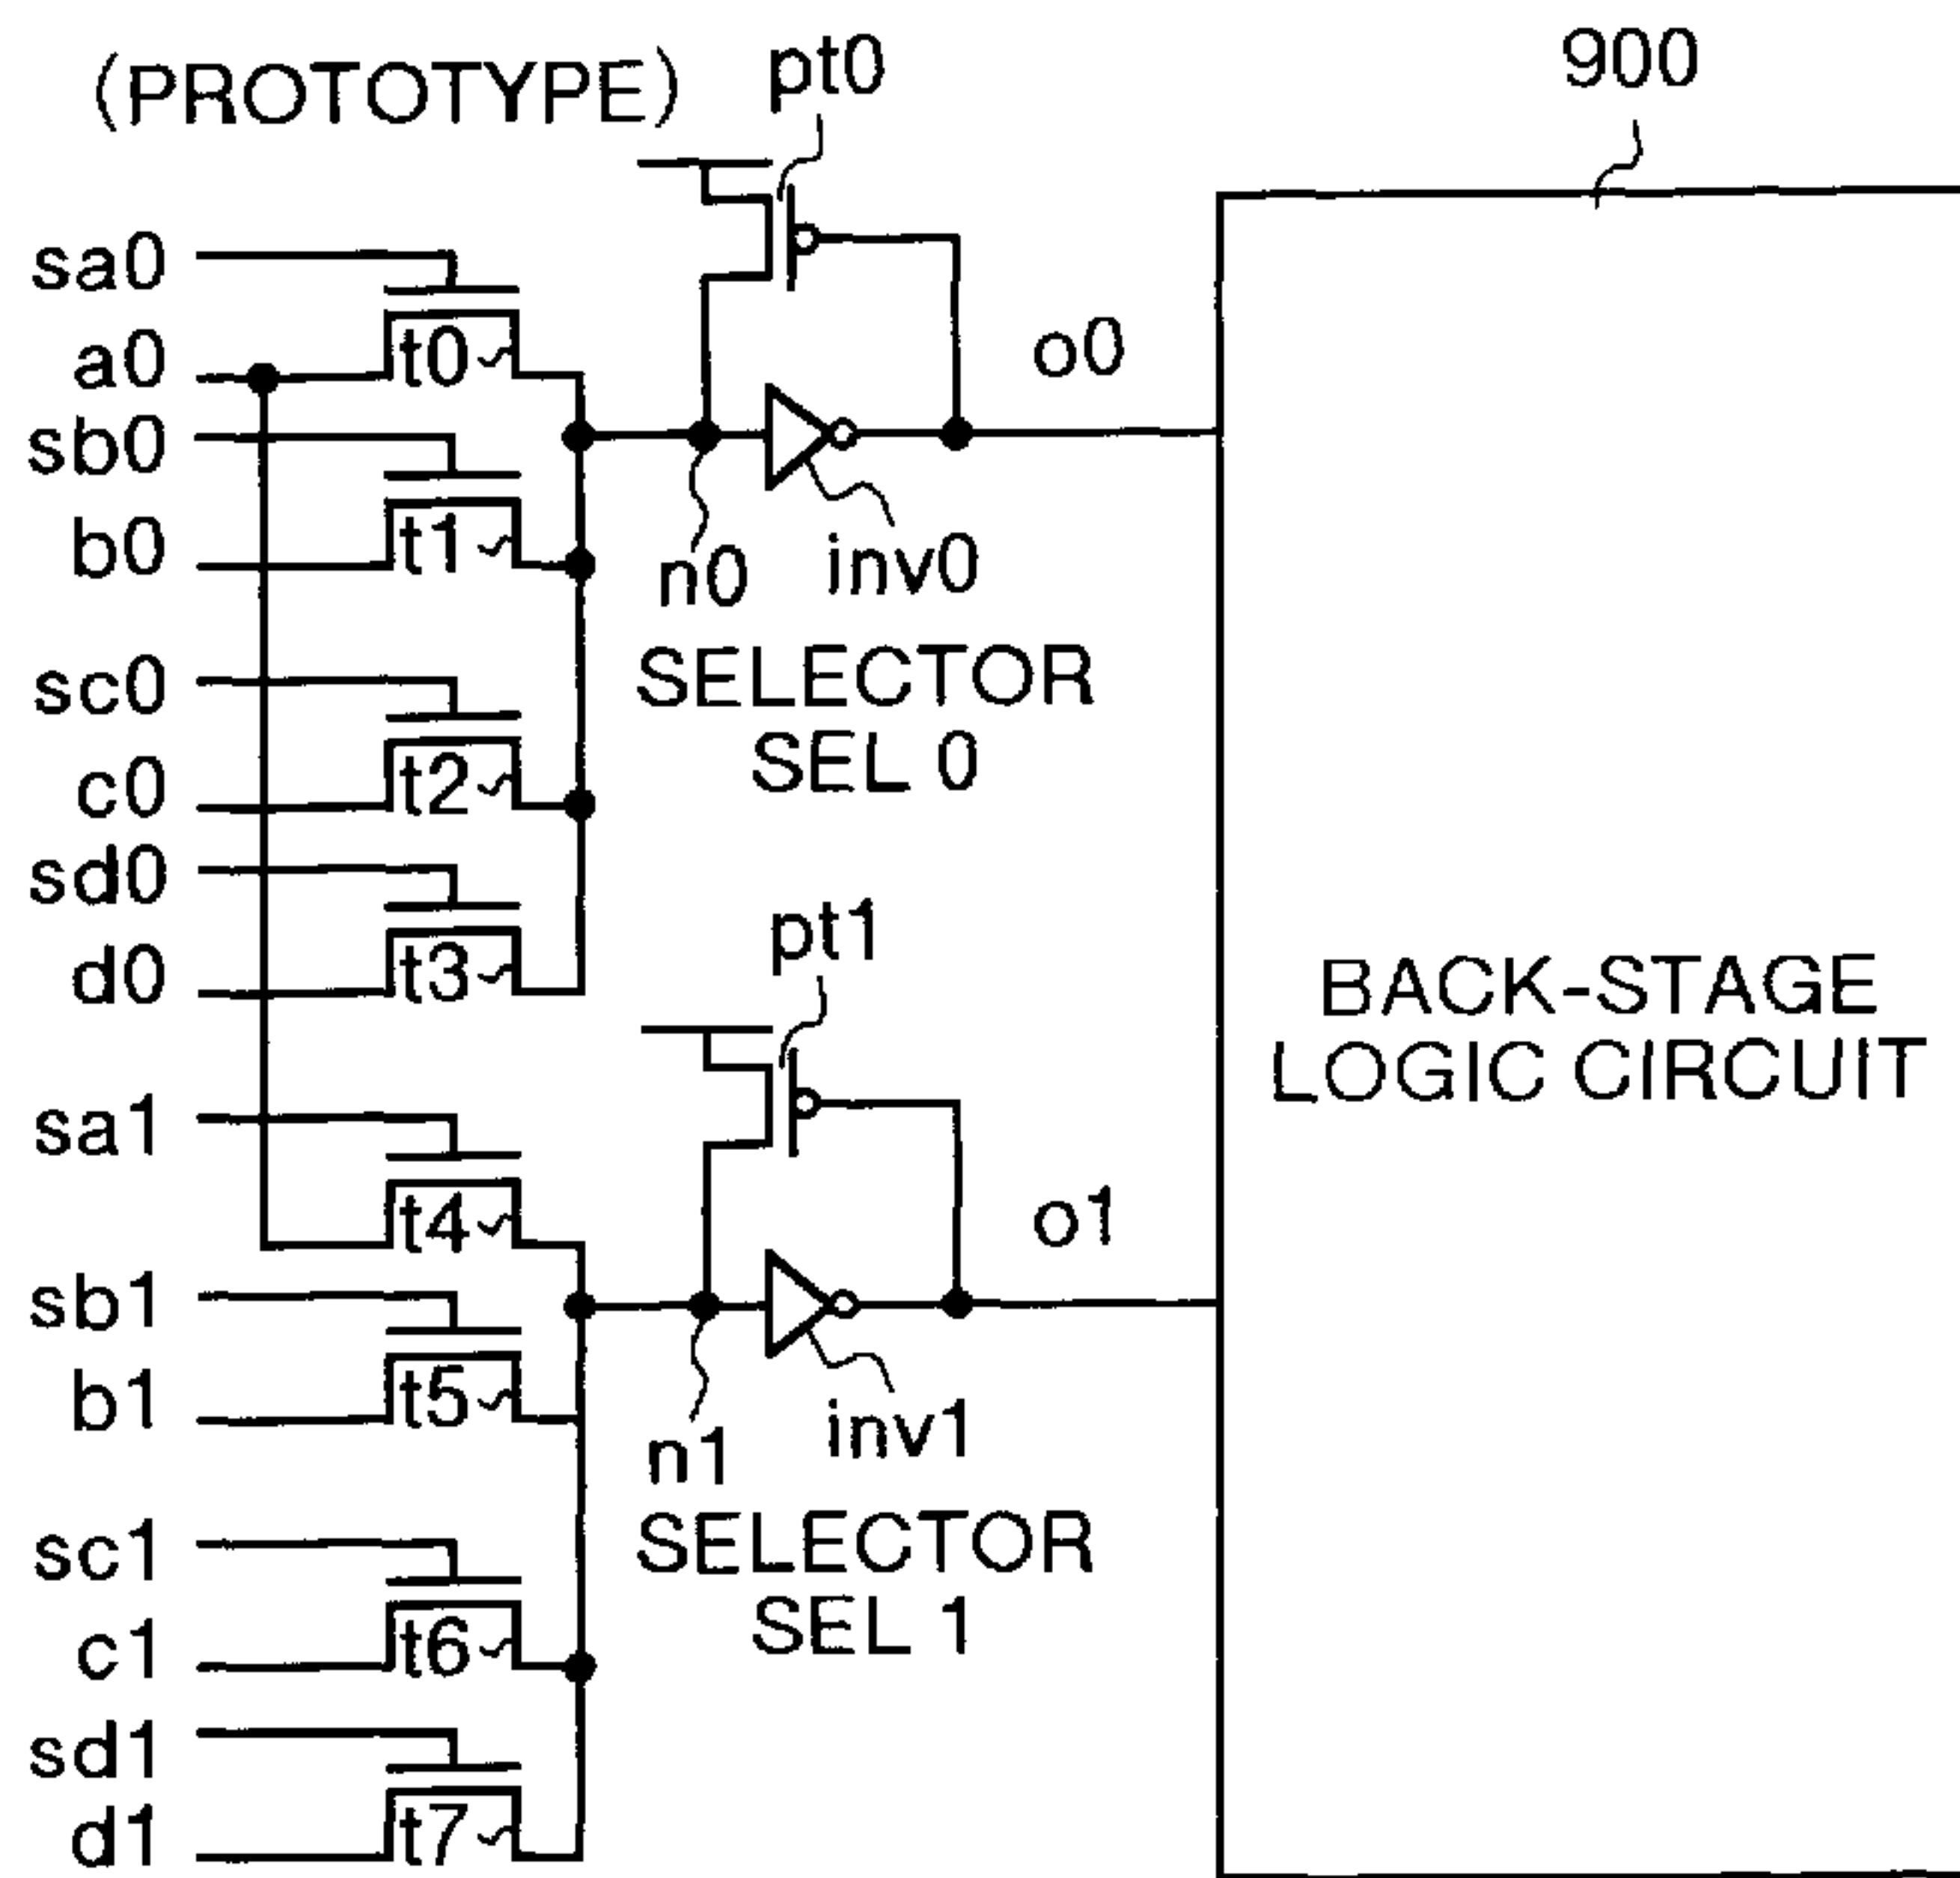 (PROTOTYPE)
pt0
900
sa0
a0
t0
o0
sb0
b0
t1
n0
inv0
SELECTOR
SEL 0
sc0
c0
t2
sd0
d0
t3
pt1
BACK-STAGE
LOGIC CIRCUIT
sa1
t4
o1
sb1
b1
t5
n1
inv1
SELECTOR
SEL 1
sc1
c1
t6
sd1
d1
t7